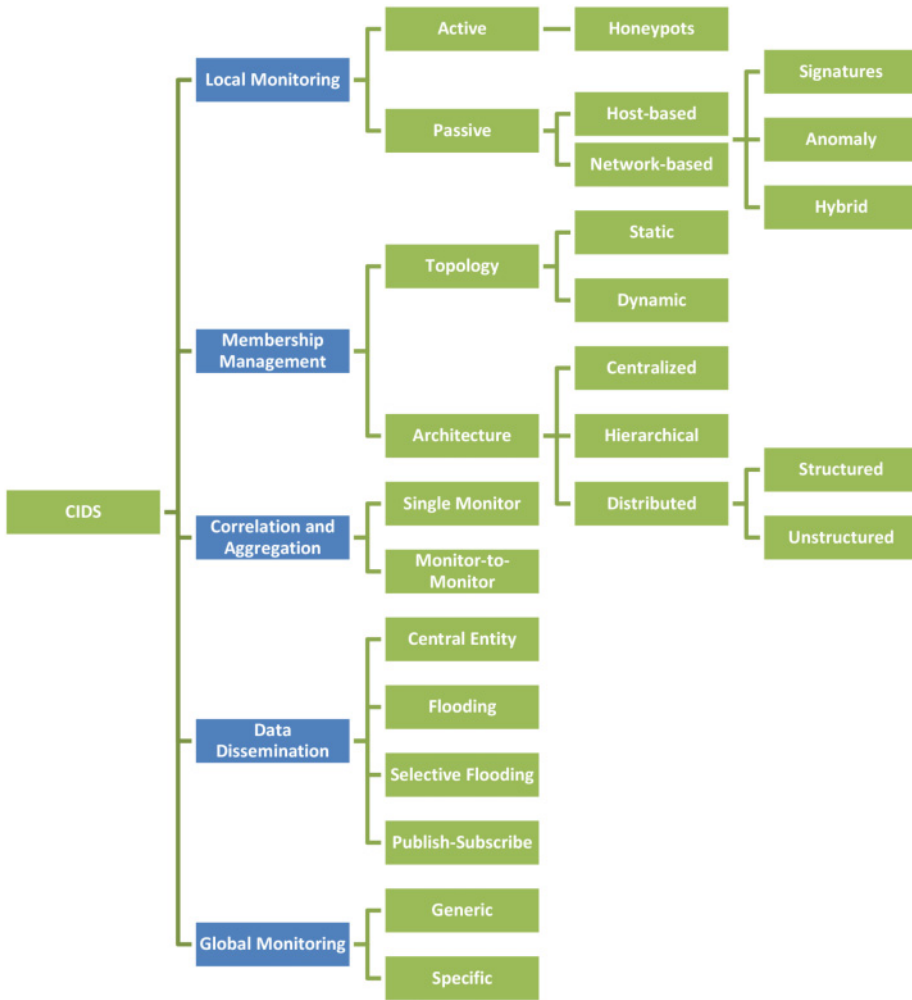 Active
Honeypots
Local Monitoring
Signatures
Passive
Host-based
Network-based
Anomaly
Hybrid
Topology
Static
Dynamic
Membership
Management
Architecture
Centralized
Hierarchical
Distributed
Structured
Unstructured
CIDS
Correlation and
Aggregation
Single Monitor
Monitor-to-
Monitor
Data
Dissemination
Central Entity
Flooding
Selective Flooding
Publish-Subscribe
Global Monitoring
Generic
Specific